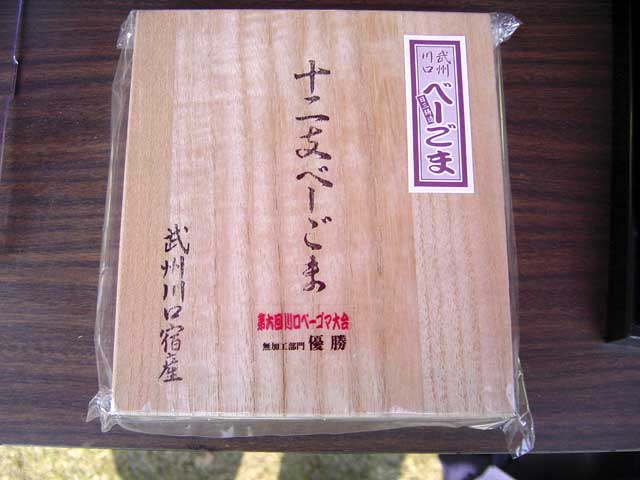 武州
川口
べーごま
十二支べーごま
第六回川口ベーゴマ大会
無加工部門 優勝
武州川口宿産